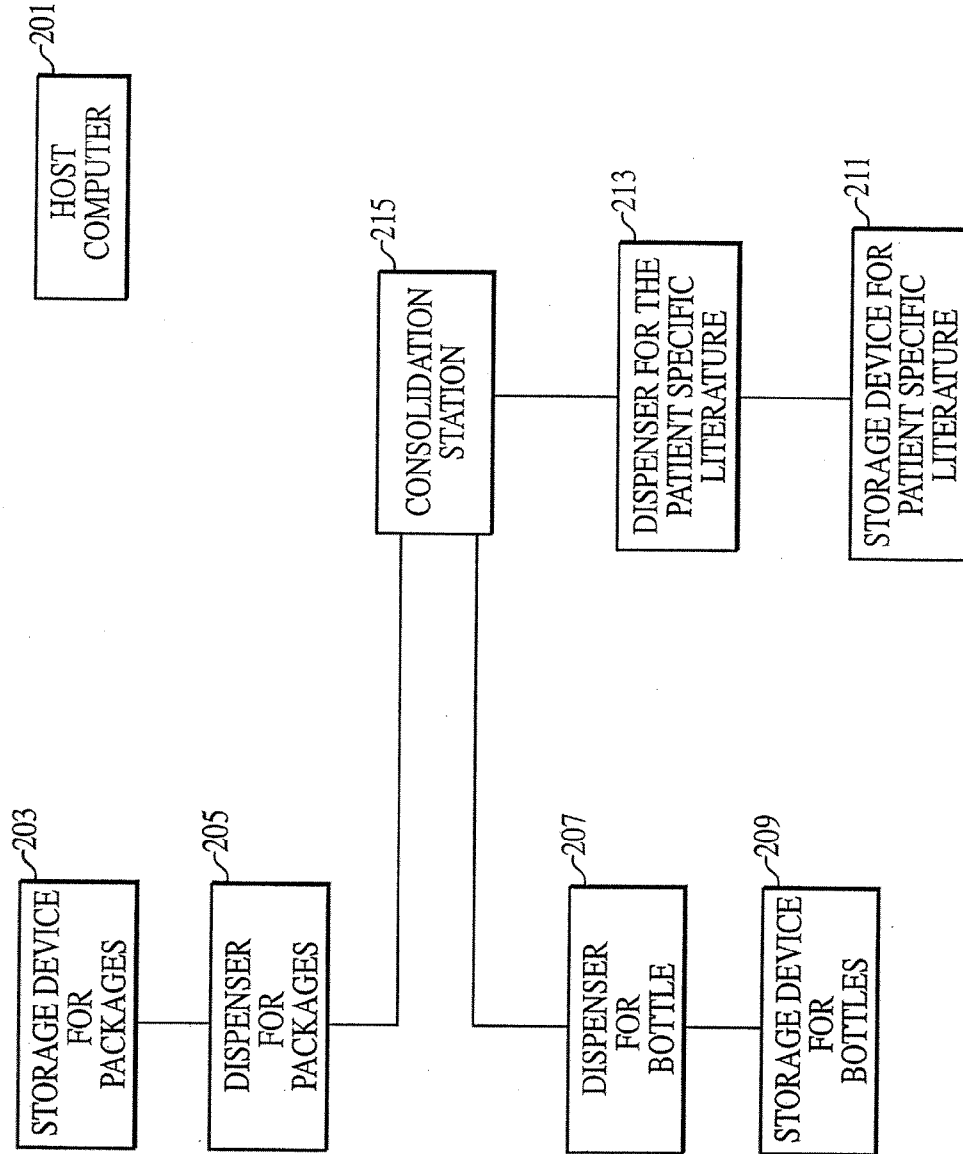 201
HOST
COMPUTER
203
STORAGE DEVICE
FOR
PACKAGES
205
DISPENSER
FOR
PACKAGES
215
CONSOLIDATION
STATION
207
DISPENSER
FOR
BOTTLE
209
STORAGE DEVICE
FOR
BOTTLES
213
DISPENSER FOR THE
PATIENT SPECIFIC
LITERATURE
211
STORAGE DEVICE FOR
PATIENT SPECIFIC
LITERATURE